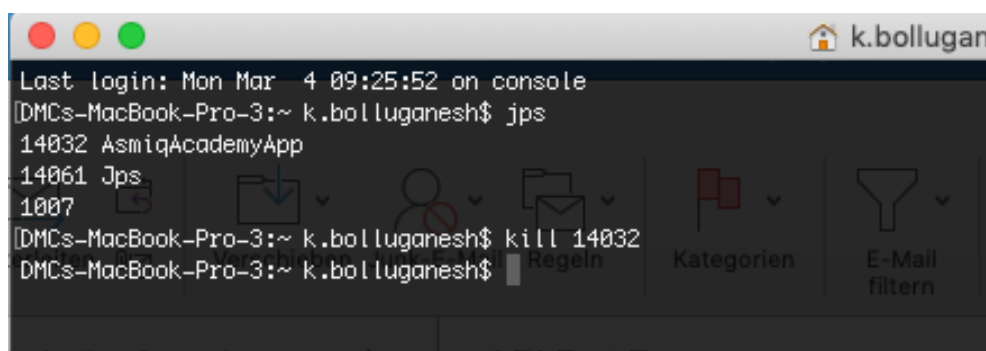 k.bollugan
Last login: Mon Mar  4 09:25:52 on console
[DMCs-MacBook-Pro-3:~ k.bolluganesh$ jps
14032 AsmiqAcademyApp
14061 Jps
1007
[DMCs-MacBook-Pro-3:~ k.bolluganesh$ kill 14032
DMCs-MacBook-Pro-3:~ k.bolluganesh$
Verschieben Junk-E-Mail Regeln Kategorien E-Mail
filtern